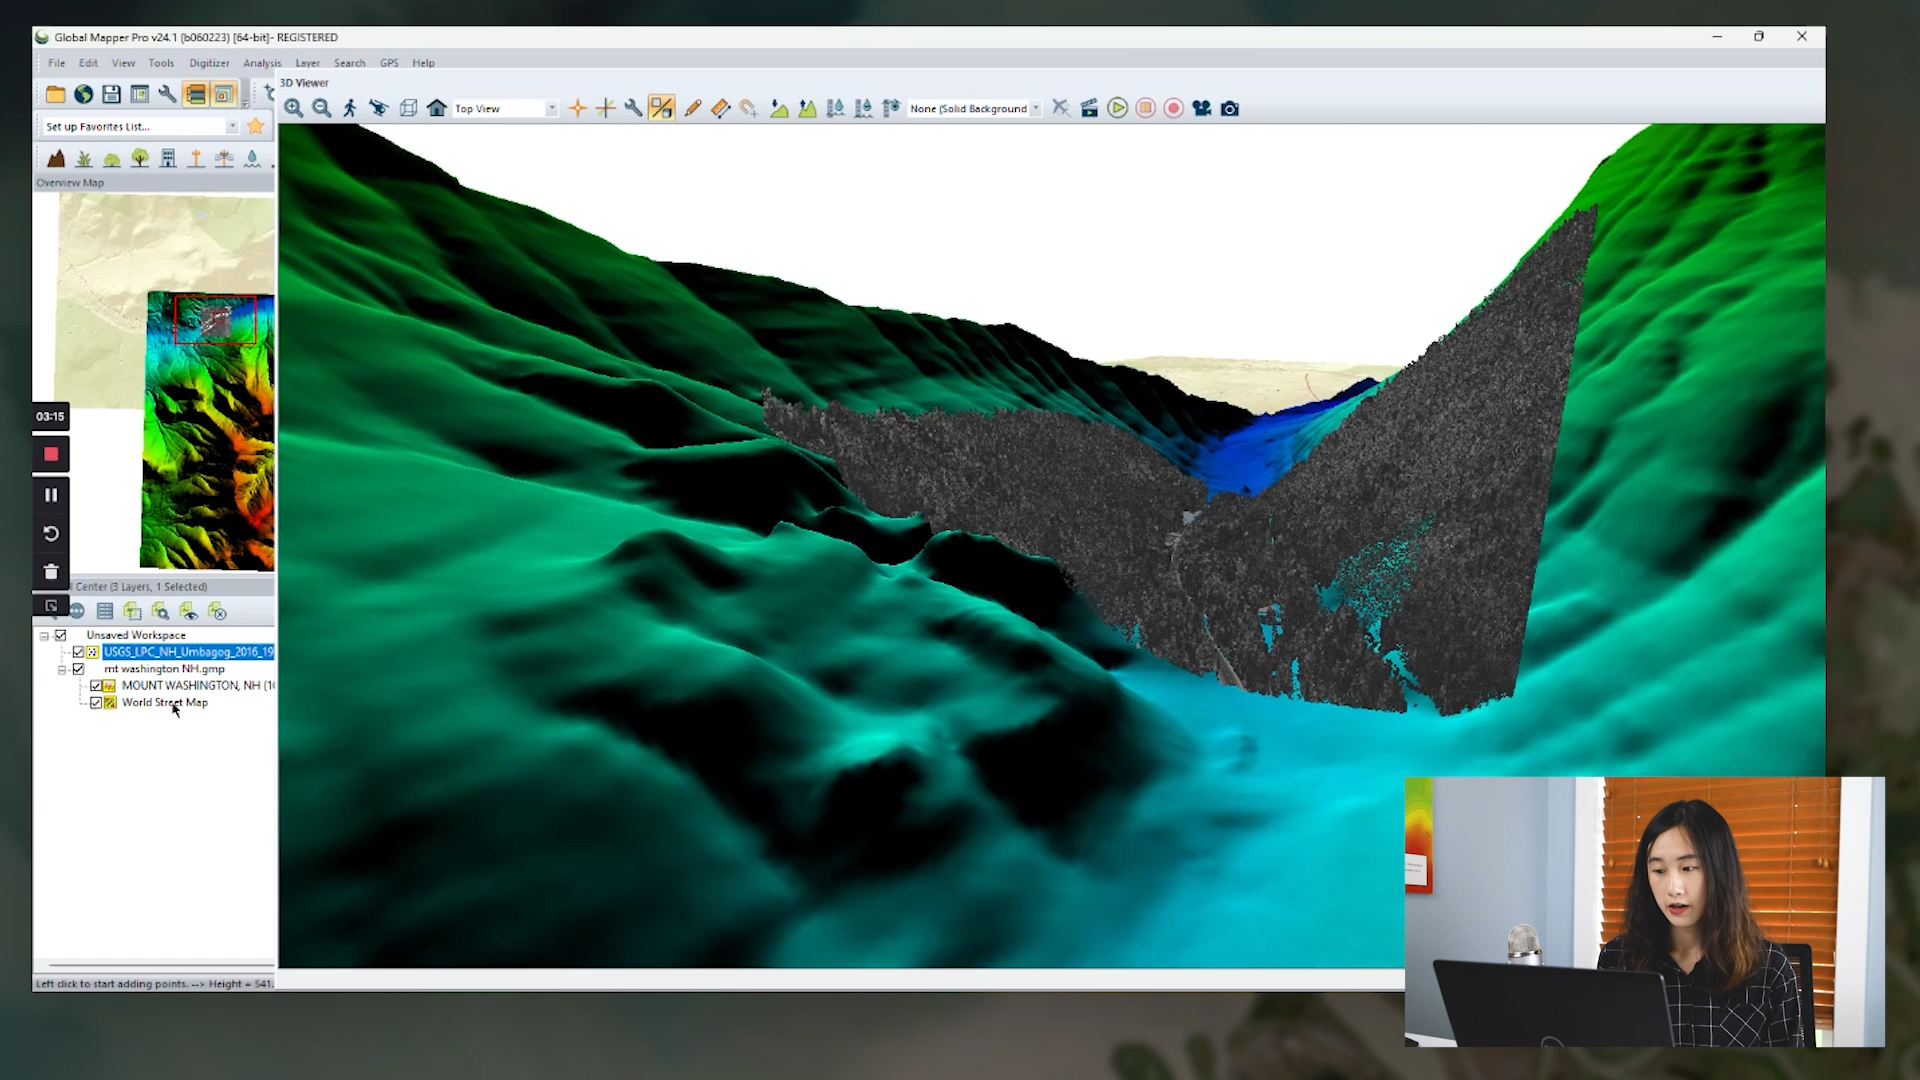 Global Mapper Pro v24.1 (b060223) [64-bit]- REGISTERED
File Edit View Tools Digitizer Analysis Layer Search GPS Help
3D Viewer
Top View
None (Solid Background
Set up Favorites List...
Overview Map
03:15
Center (3 Layers, 1 Selected)
Unsaved Workspace
USGS_LPC_NH_Umbagog_2016_19
mt washington NH.gmp
MOUNT WASHINGTON, NH (1
World Street Map
Left click to start adding points. --> Height = 541.